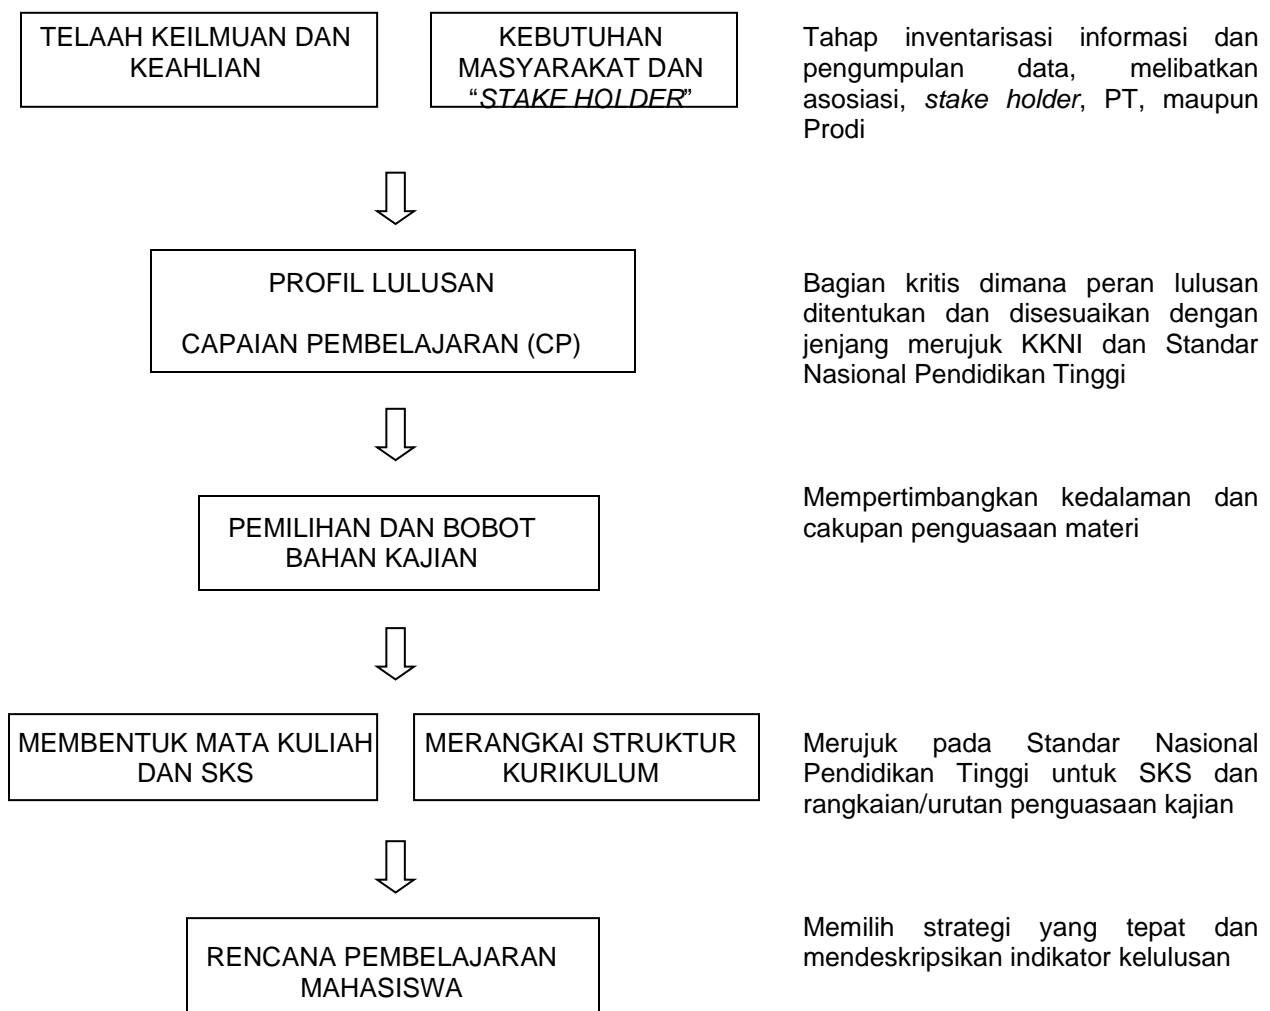 TELAAH KEILMUAN DAN
KEAHLIAN
KEBUTUHAN
MASYARAKAT DAN
“STAKE HOLDER”
Tahap inventarisasi informasi dan
pengumpulan data, melibatkan
asosiasi, stake holder, PT, maupun
Prodi
PROFIL LULUSAN
CAPAIAN PEMBELAJARAN (CP)
Bagian kritis dimana peran lulusan
ditentukan dan disesuaikan dengan
jenjang merujuk KKNI dan Standar
Nasional Pendidikan Tinggi
PEMILIHAN DAN BOBOT
BAHAN KAJIAN
Mempertimbangkan kedalaman dan
cakupan penguasaan materi
MEMBENTUK MATA KULIAH
DAN SKS
MERANGKAI STRUKTUR
KURIKULUM
Merujuk pada Standar Nasional
Pendidikan Tinggi untuk SKS dan
rangkaian/urutan penguasaan kajian
RENCANA PEMBELAJARAN
MAHASISWA
Memilih strategi yang tepat dan
mendeskripsikan indikator kelulusan